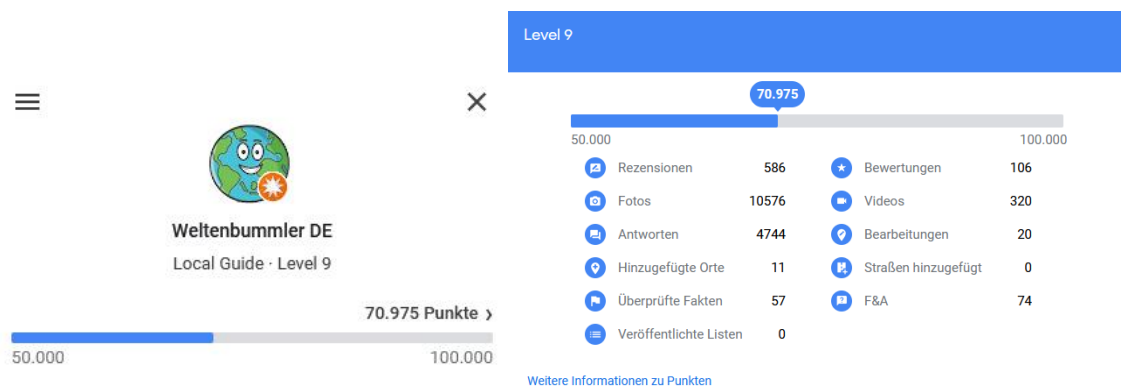 Weltenbummler DE
Local Guide · Level 9
70.975 Punkte ›
50.000 100.000
Level 9
70.975
50.000 100.000
Rezensionen 586 Bewertungen 106
Fotos 10576 Videos 320
Antworten 4744 Bearbeitungen 20
Hinzugefügte Orte 11 Straßen hinzugefügt 0
Überprüfte Fakten 57 F&A 74
Veröffentlichte Listen 0
Weitere Informationen zu Punkten